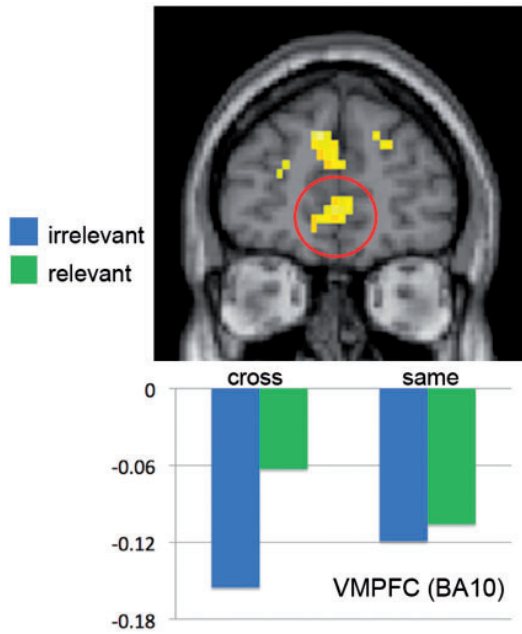 irrelevant
relevant
cross same
0
-0.06
-0.12
-0.18
VMPFC (BA10)